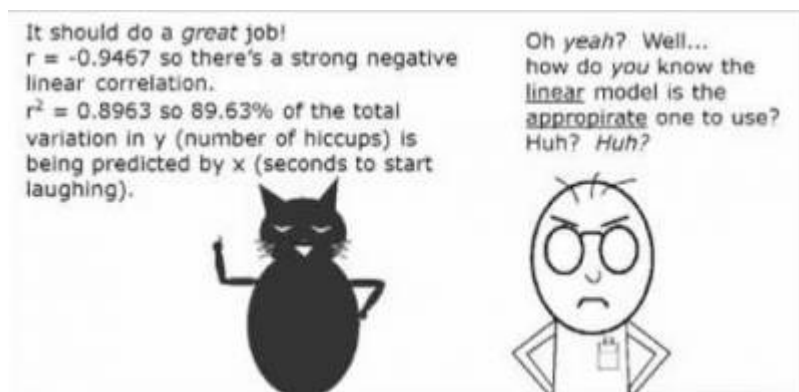 It should do a great job!
r = -0.9467 so there's a strong negative
linear correlation.
r² = 0.8963 so 89.63% of the total
variation in y (number of hiccups) is
being predicted by x (seconds to start
laughing).
Oh yeah? Well...
how do you know the
linear model is the
appropirate one to use?
Huh? Huh?